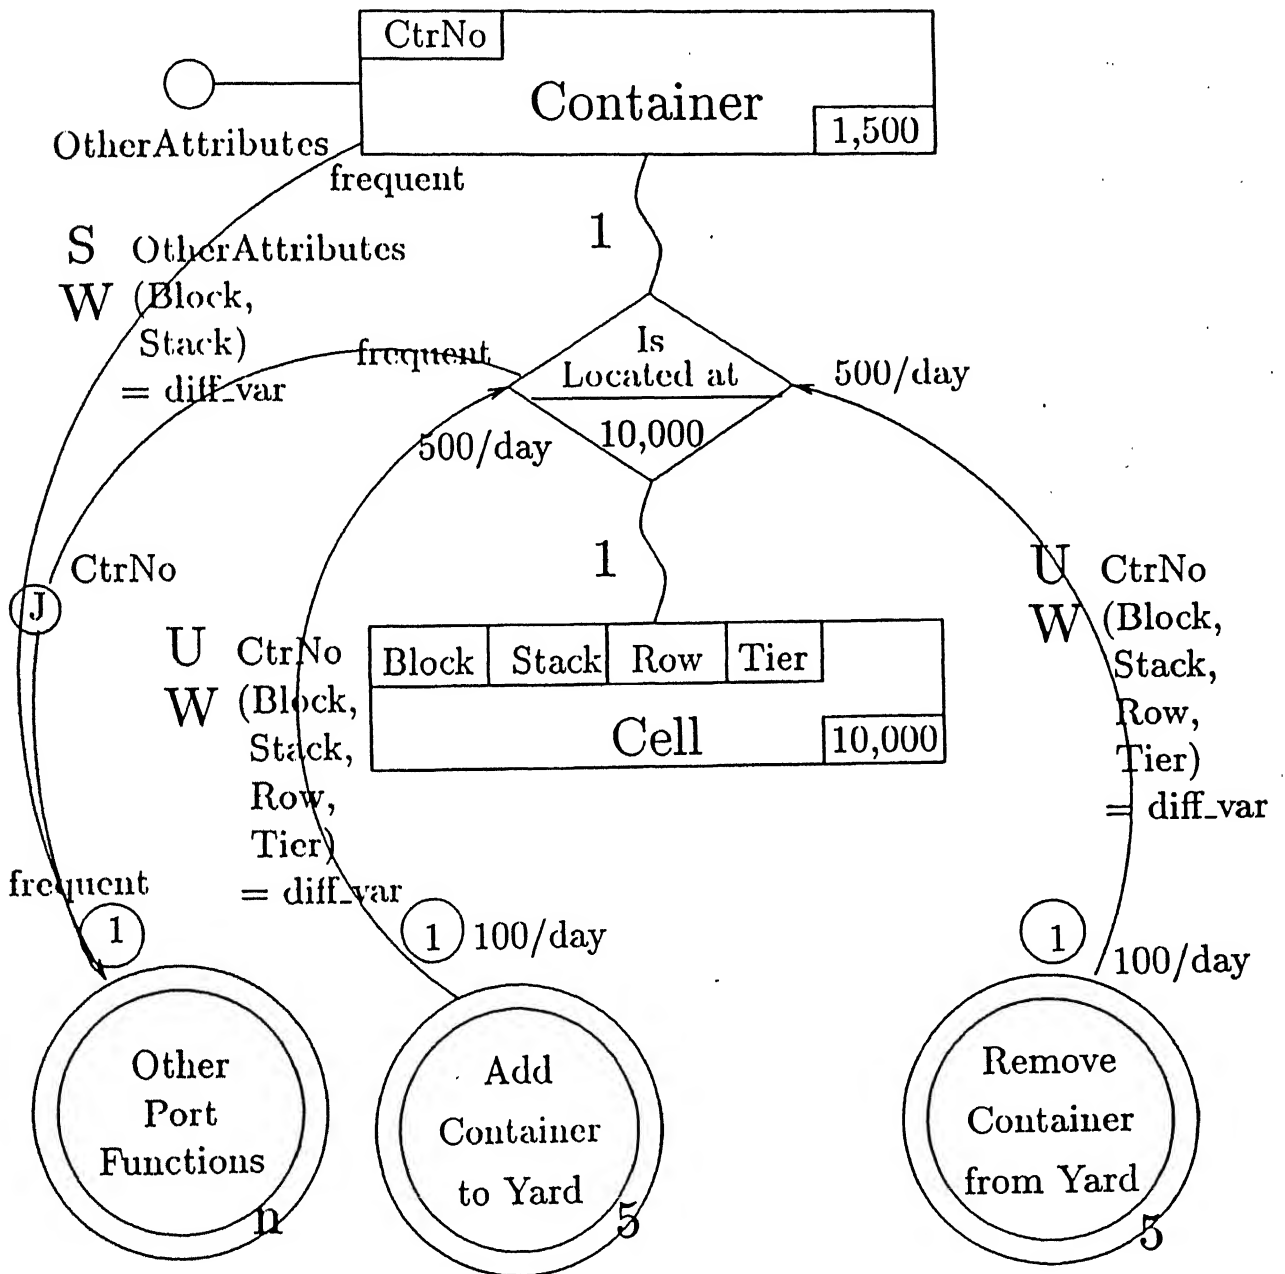 CtrNo
Container
1,500
OtherAttributes
frequent
1
S OtherAttributes
W (Block,
Stack)
= diff_var
frequent
Is
Located at
10,000
500/day
500/day
CtrNo
J
1
U CtrNo
W (Block,
Stack,
Row,
Tier)
= diff_var
U CtrNo
W (Block,
Stack,
Row,
Tier)
= diff_var
Block Stack Row Tier
Cell
10,000
frequent
1
1 100/day
1
100/day
Other
Port
Functions
n
Add
Container
to Yard
5
Remove
Container
from Yard
5